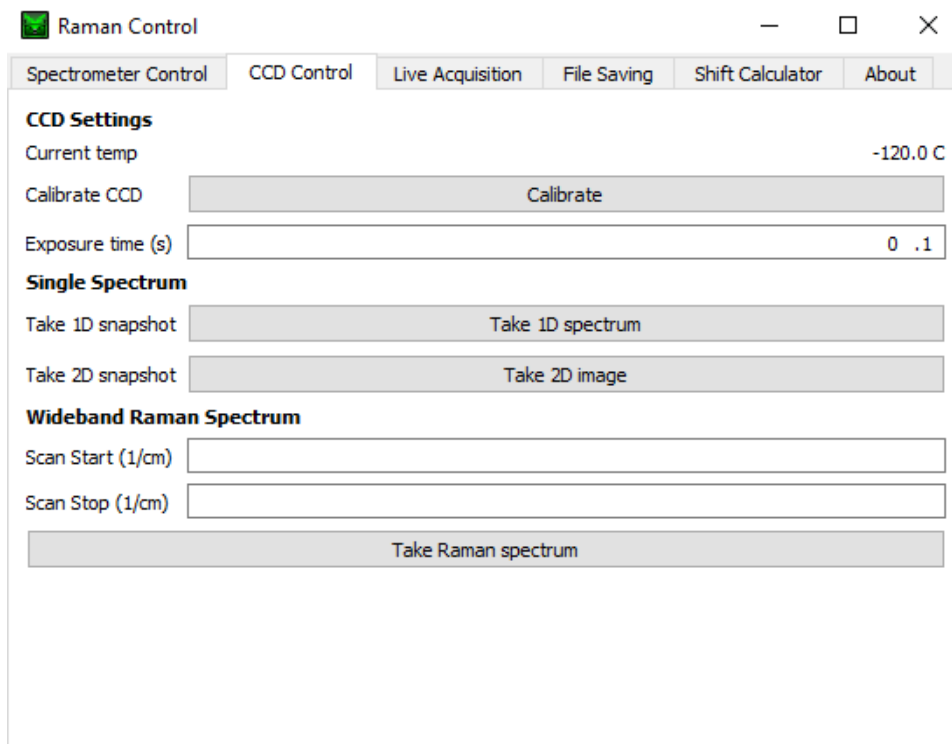 Raman Control
Spectrometer Control CCD Control Live Acquisition File Saving Shift Calculator About
CCD Settings
Current temp -120.0 C
Calibrate CCD Calibrate
Exposure time (s) 0 .1
Single Spectrum
Take 1D snapshot Take 1D spectrum
Take 2D snapshot Take 2D image
Wideband Raman Spectrum
Scan Start (1/cm)
Scan Stop (1/cm)
Take Raman spectrum